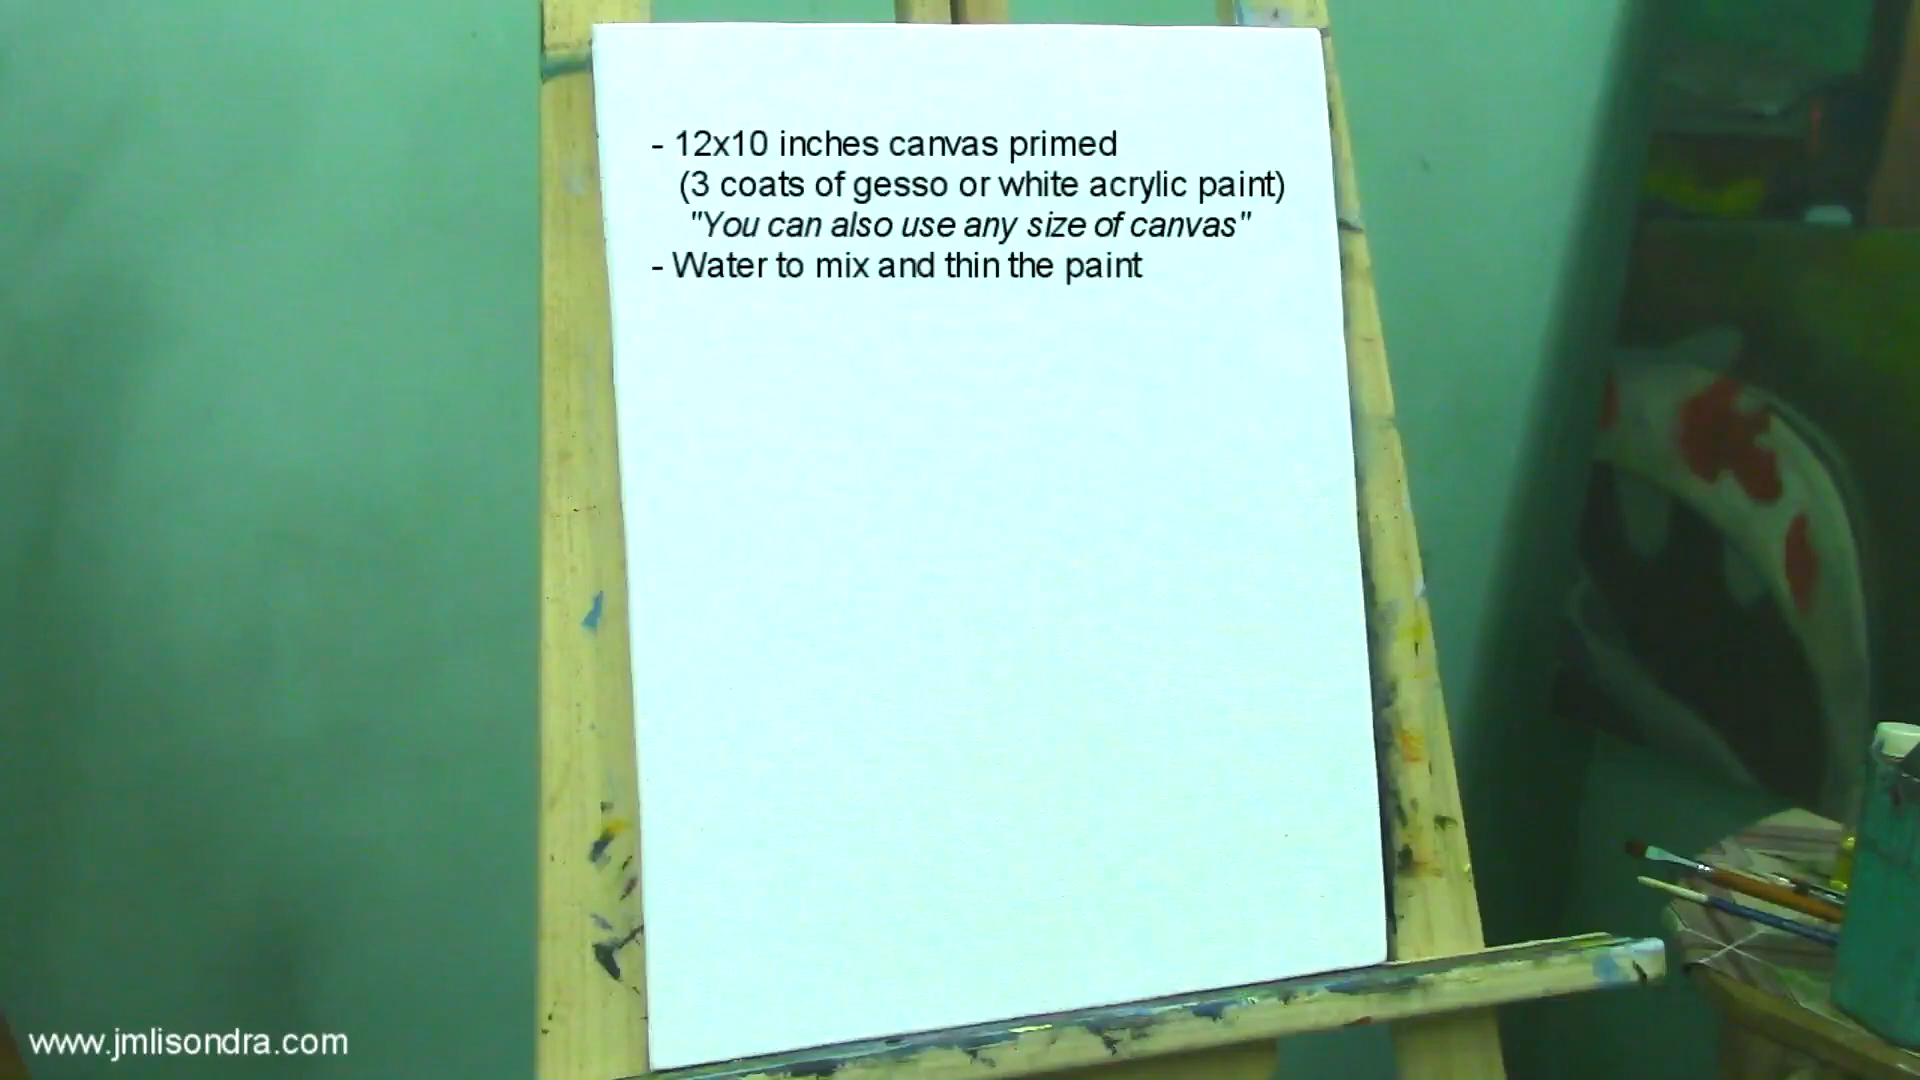 - 12x10 inches canvas primed
(3 coats of gesso or white acrylic paint)
"You can also use any size of canvas"
- Water to mix and thin the paint
www.jmlisondra.com